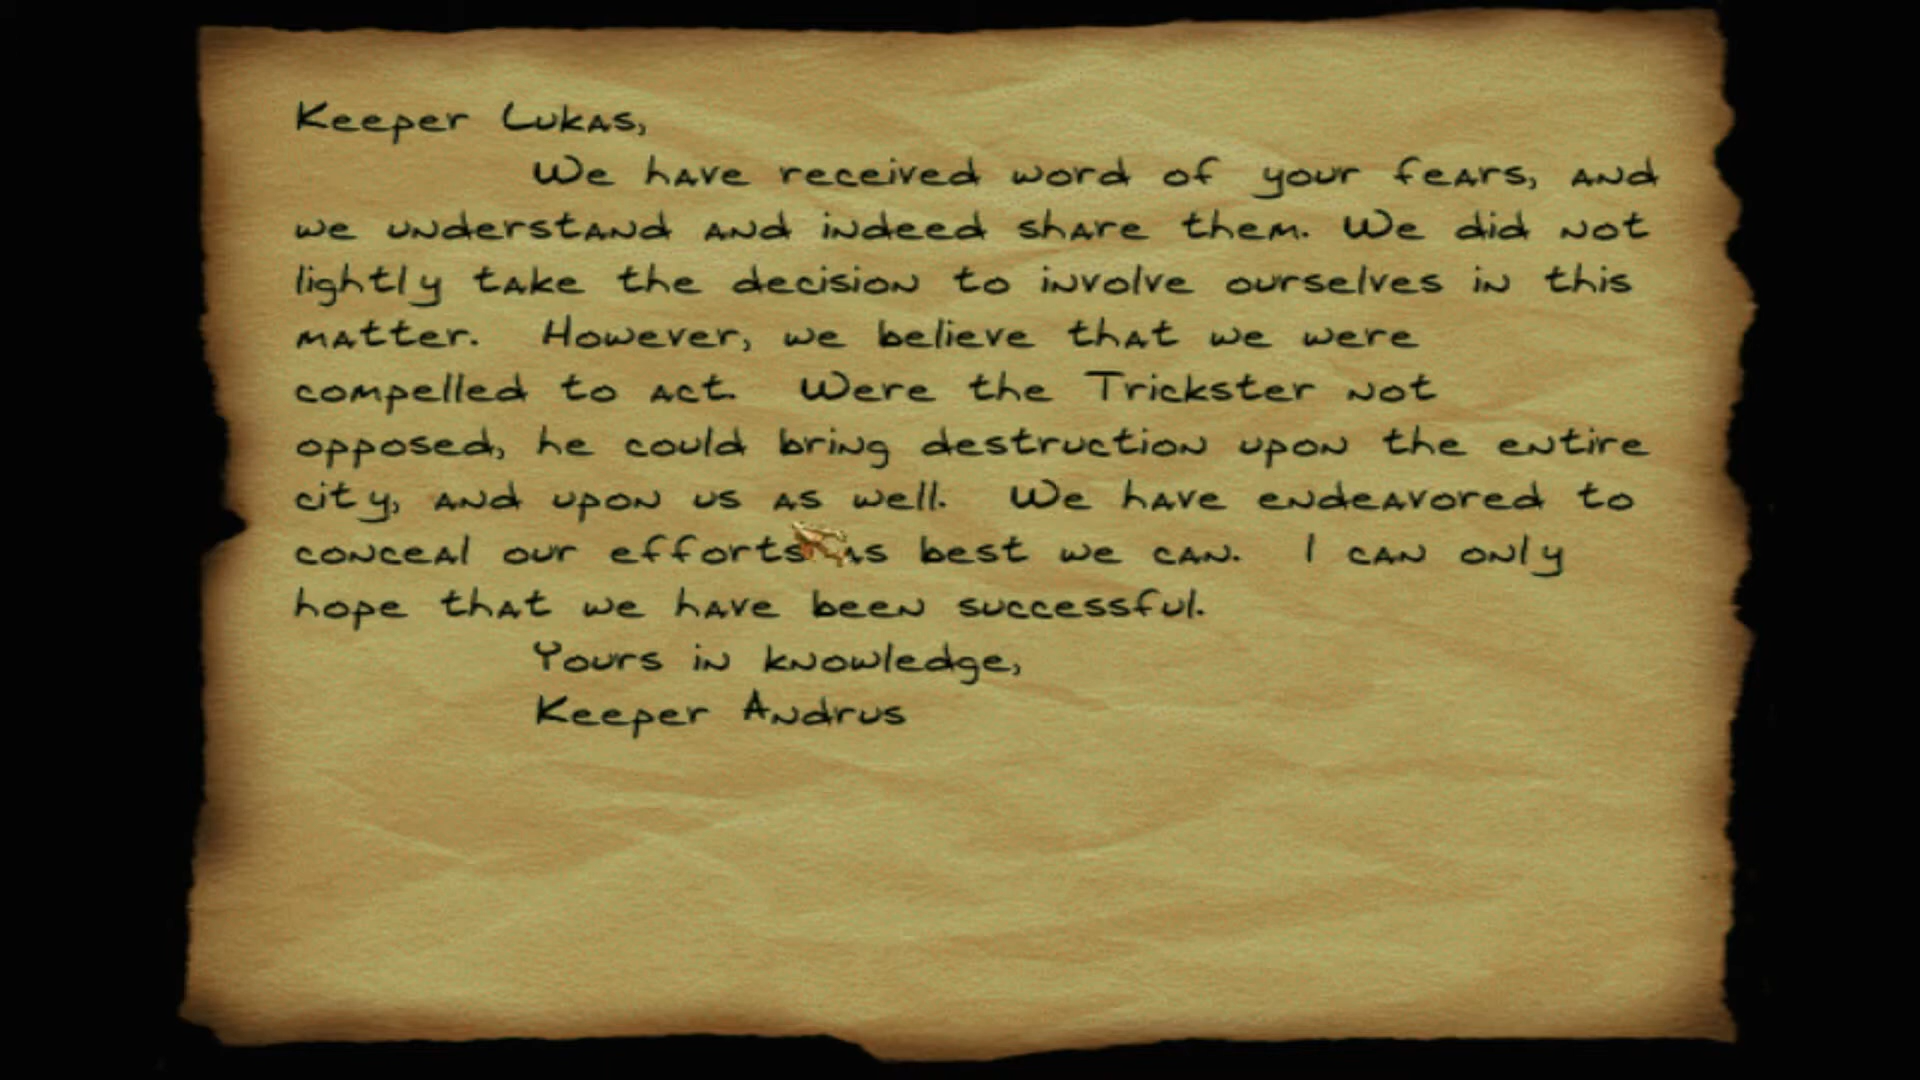 Keeper Lukas,
We have received word of your fears, and
we understand and indeed share them. We did not
lightly take the decision to involve ourselves in this
matter. However, we believe that we were
compelled to act. Were the Trickster not
opposed, he could bring destruction upon the entire
city, and upon us as well. We have endeavored to
conceal our efforts as best we can. I can only
hope that we have been successful.
Yours in knowledge,
Keeper Andrus